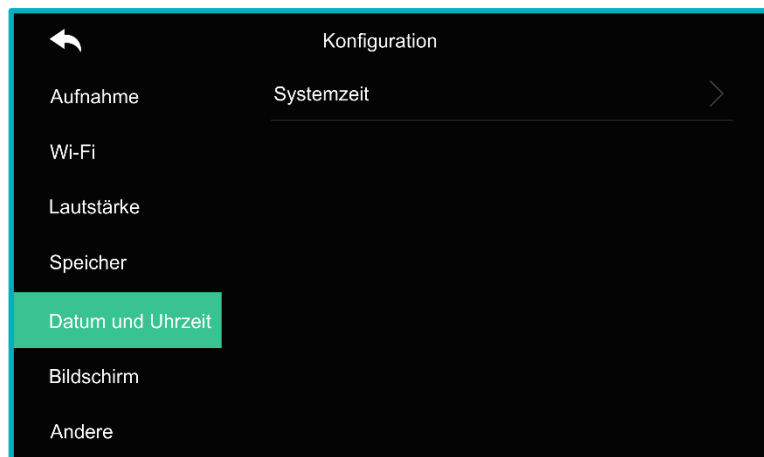 Konfiguration
Aufnahme
Systemzeit
Wi-Fi
Lautstärke
Speicher
Datum und Uhrzeit
Bildschirm
Andere